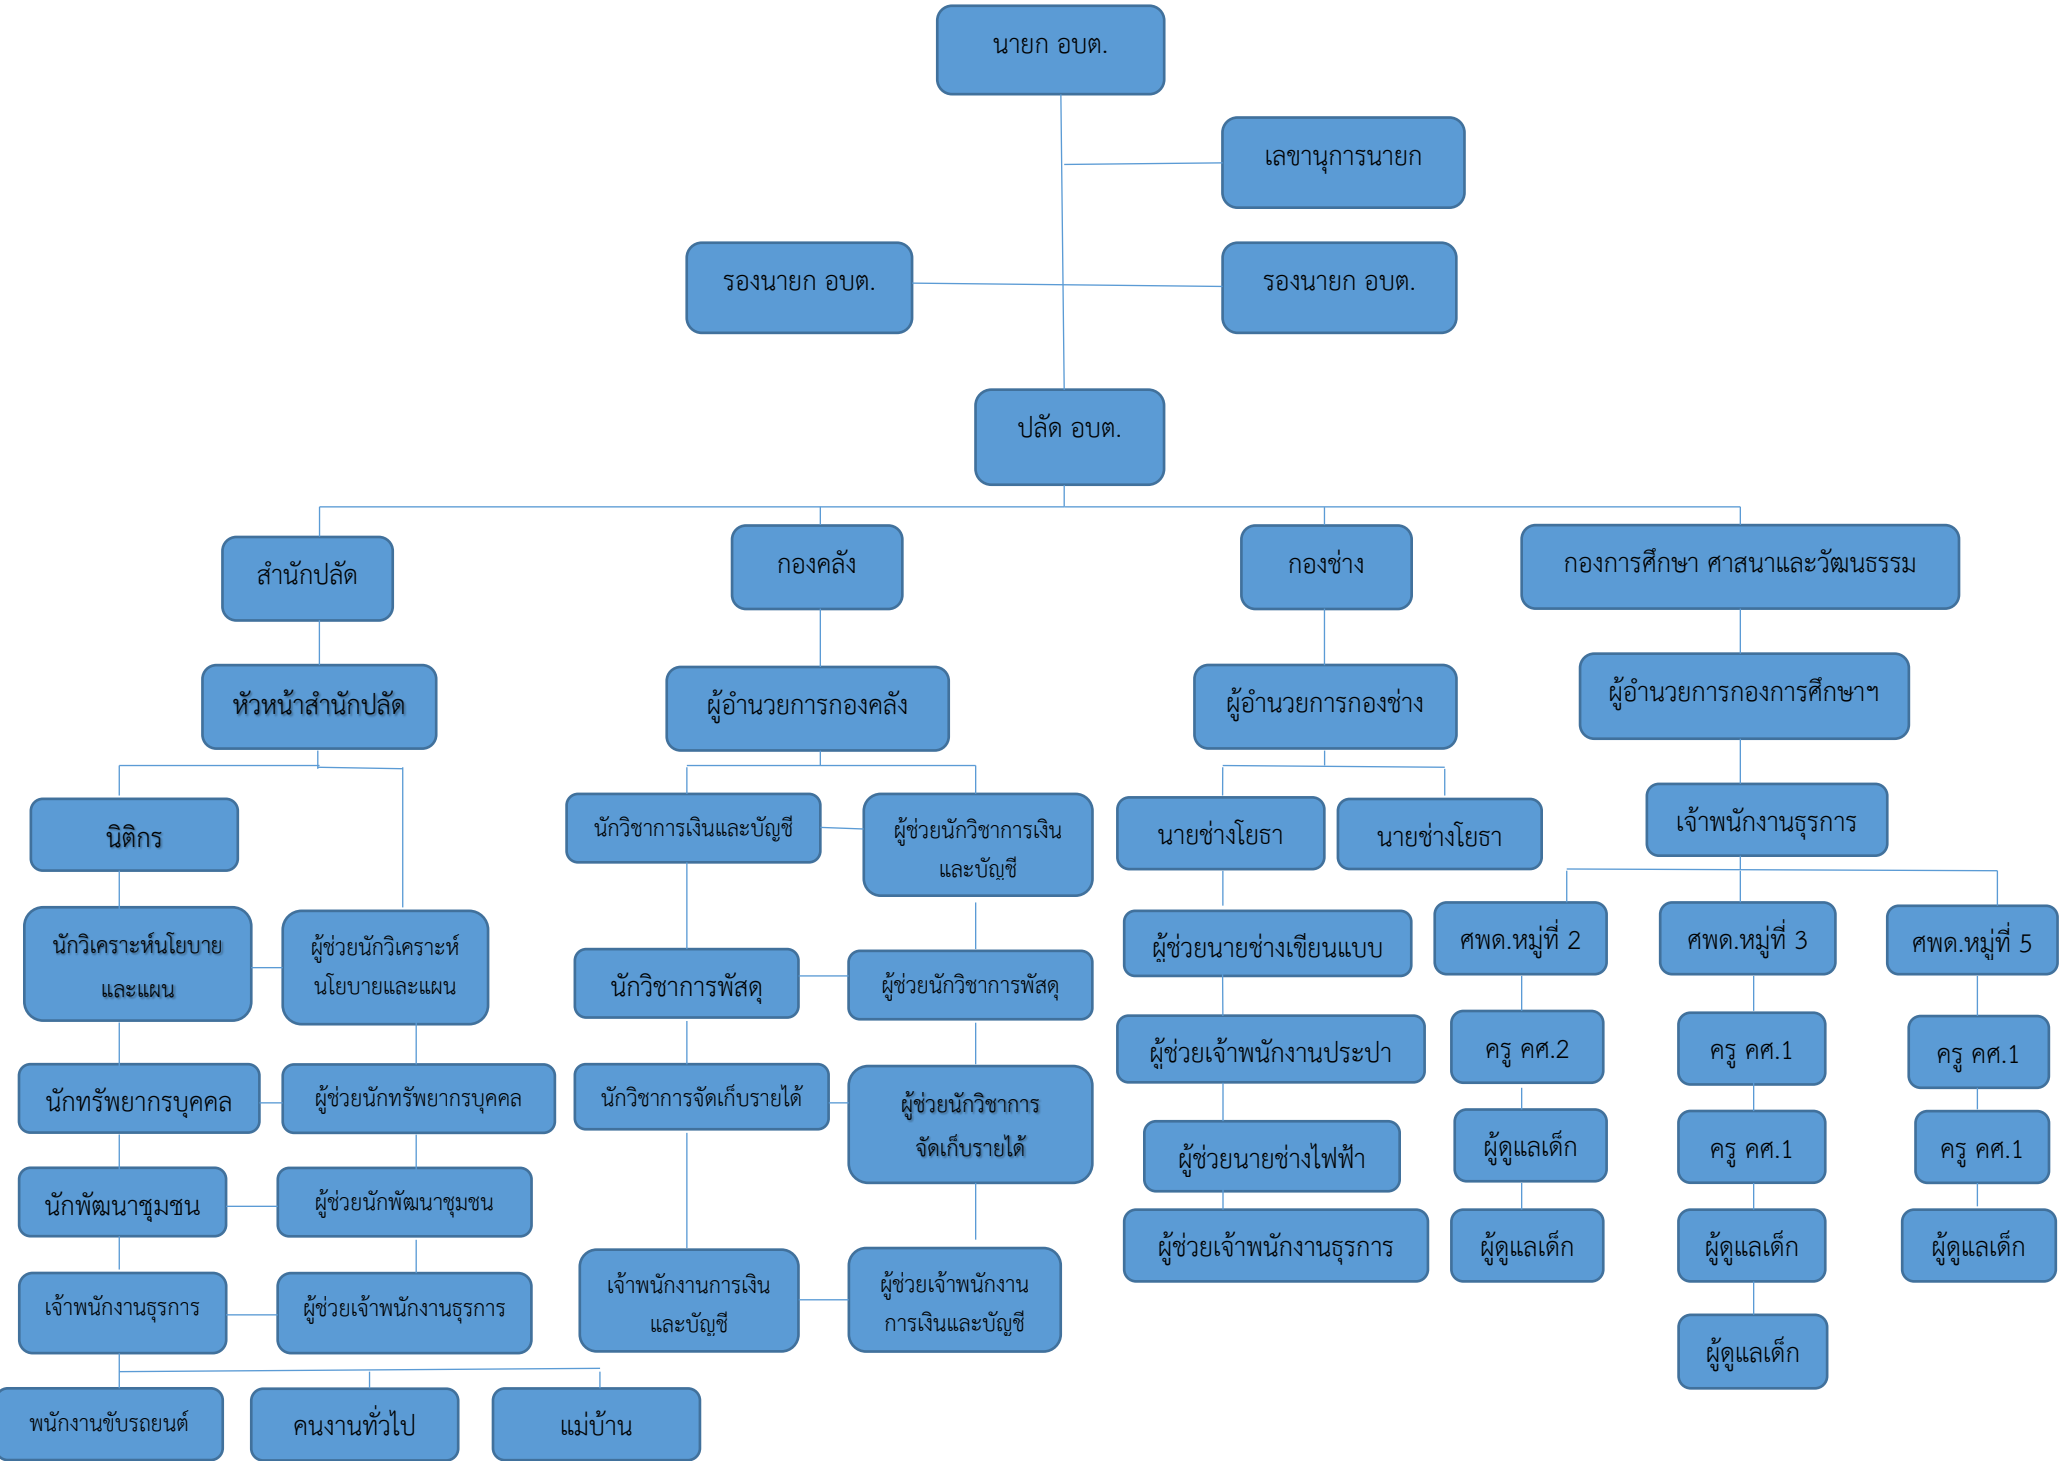 นายก อบต.
เลขานุการนายก
รองนายก อบต.
รองนายก อบต.
ปลัด อบต.
สำนักปลัด
กองคลัง
กองช่าง
กองการศึกษา ศาสนาและวัฒนธรรม
หัวหน้าสำนักปลัด
ผู้อำนวยการกองคลัง
ผู้อำนวยการกองช่าง
ผู้อำนวยการกองการศึกษาฯ
นิติกร
นักวิชาการเงินและบัญชี
ผู้ช่วยนักวิชาการเงิน
และบัญชี
นายช่างโยธา
นายช่างโยธา
เจ้าพนักงานธุรการ
นักวิเคราะห์นโยบาย
และแผน
ผู้ช่วยนักวิเคราะห์
นโยบายและแผน
นักวิชาการพัสดุ
ผู้ช่วยนักวิชาการพัสดุ
ผู้ช่วยนายช่างเขียนแบบ
ศพด.หมู่ที่ 2
ศพด.หมู่ที่ 3
ศพด.หมู่ที่ 5
นักทรัพยากรบุคคล
ผู้ช่วยนักทรัพยากรบุคคล
นักวิชาการจัดเก็บรายได้
ผู้ช่วยนักวิชาการ
จัดเก็บรายได้
ผู้ช่วยเจ้าพนักงานประปา
ครู คศ.2
ครู คศ.1
ครู คศ.1
นักพัฒนาชุมชน
ผู้ช่วยนักพัฒนาชุมชน
ผู้ช่วยนายช่างไฟฟ้า
ผู้ดูแลเด็ก
ครู คศ.1
ครู คศ.1
เจ้าพนักงานธุรการ
ผู้ช่วยเจ้าพนักงานธุรการ
เจ้าพนักงานการเงิน
และบัญชี
ผู้ช่วยเจ้าพนักงาน
การเงินและบัญชี
ผู้ช่วยเจ้าพนักงานธุรการ
ผู้ดูแลเด็ก
ผู้ดูแลเด็ก
ผู้ดูแลเด็ก
ผู้ดูแลเด็ก
พนักงานขับรถยนต์
คนงานทั่วไป
แม่บ้าน